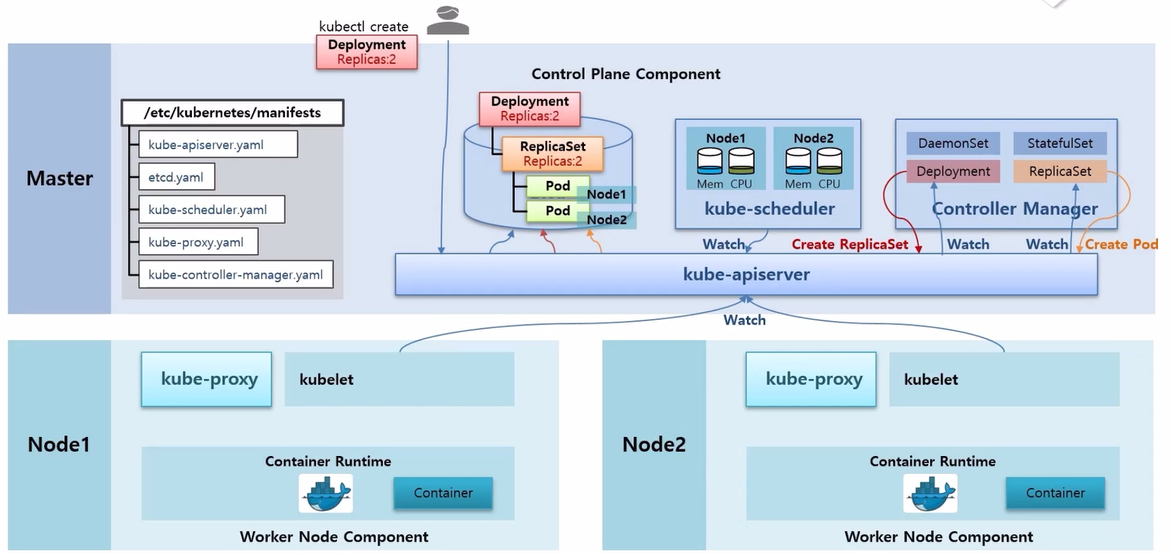 kubectl create
Deployment
Replicas:2
Control Plane Component
Master
/etc/kubernetes/manifests
kube-apiserver.yaml
etcd.yaml
kube-scheduler.yaml
kube-proxy.yaml
kube-controller-manager.yaml
Deployment
Replicas:2
ReplicaSet
Replicas:2
Pod
Node1
Pod
Node2
Node1
Mem CPU
Node2
Mem CPU
kube-scheduler
DaemonSet
StatefulSet
Deployment
ReplicaSet
Controller Manager
Watch
Create ReplicaSet
Watch
Watch
Create Pod
kube-apiserver
Watch
Node1
kube-proxy
kubelet
Container Runtime
Container
Worker Node Component
Node2
kube-proxy
kubelet
Container Runtime
Container
Worker Node Component